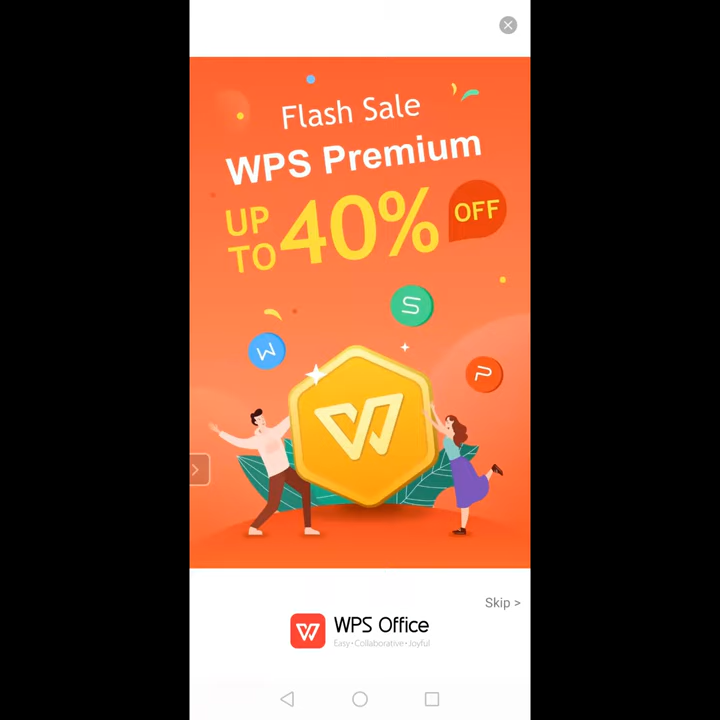 Flash Sale
WPS Premium
UP TO 40% OFF
S
W
P
W
Skip >
WPS Office
Easy·Collaborative·Joyful